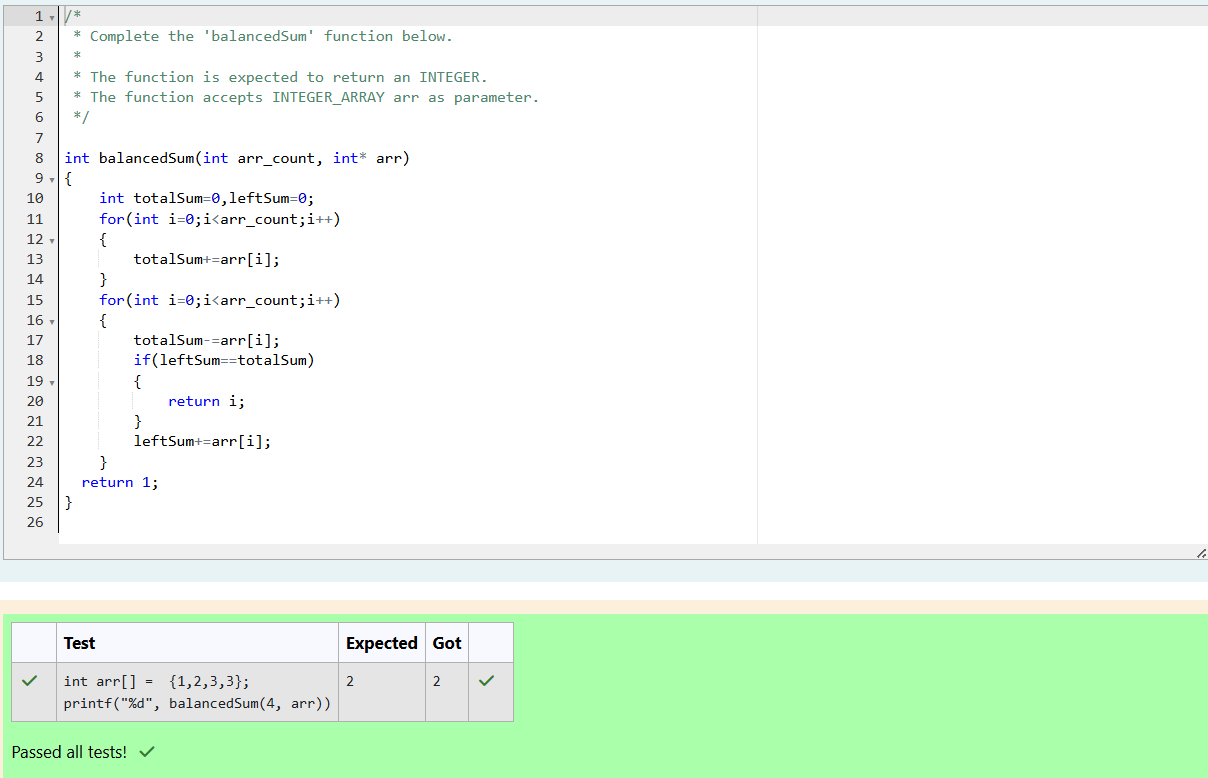 1 /*
2 * Complete the 'balancedSum' function below.
3 *
4 * The function is expected to return an INTEGER.
5 * The function accepts INTEGER_ARRAY arr as parameter.
6 */
7
8 int balancedSum(int arr_count, int* arr)
9 {
10 int totalSum=0,leftSum=0;
11 for(int i=0;i<arr_count;i++)
12 {
13 totalSum+=arr[i];
14 }
15 for(int i=0;i<arr_count;i++)
16 {
17 totalSum-=arr[i];
18 if(leftSum==totalSum)
19 {
20 return i;
21 }
22 leftSum+=arr[i];
23 }
24 return 1;
25 }
26
Test Expected Got
int arr[] = {1,2,3,3}; 2 2
printf("%d", balancedSum(4, arr))
Passed all tests!